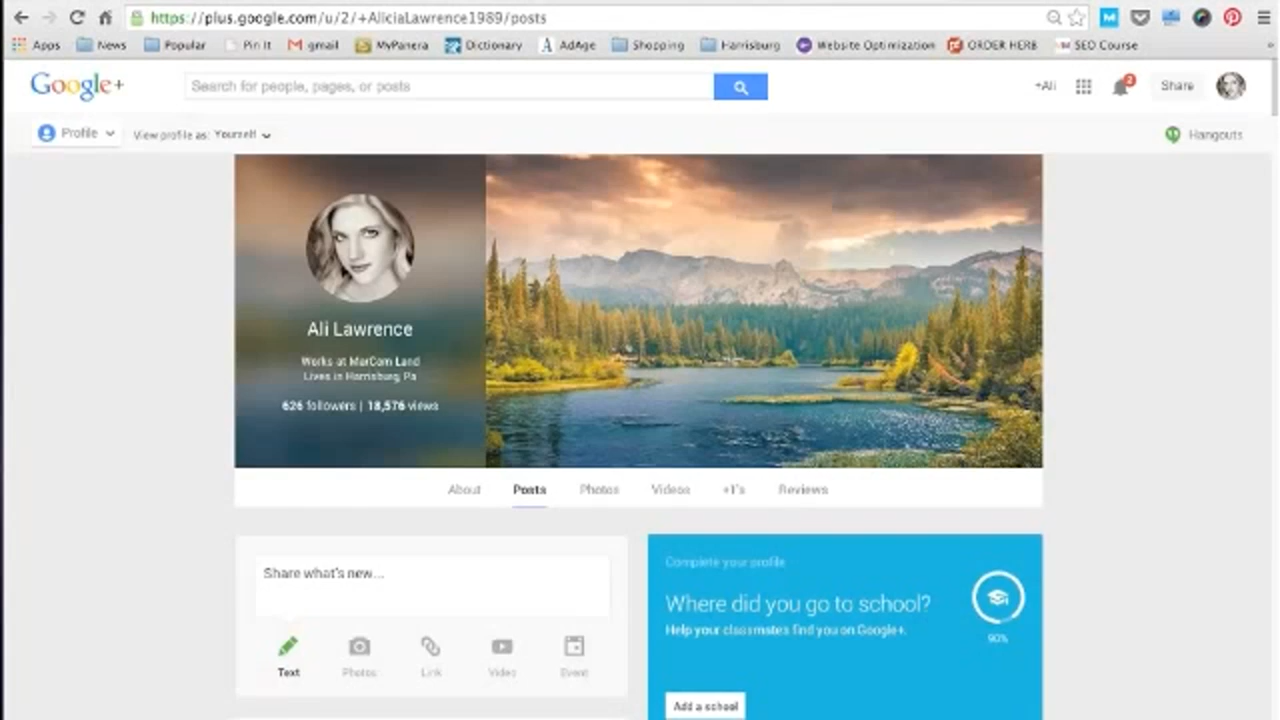 https://plus.google.com/u/2/+AliciaLawrence1989/posts
Apps News Popular Pin It gmail MyPanera Dictionary AdAge Shopping Harrisburg Website Optimization ORDER HERB SEO Course »
Google+ Search for people, pages, or posts +Ali 2 Share
Profile View profile as: Yourself Hangouts
Ali Lawrence
Works at MarCom Land
Lives in Harrisburg, Pa
626 followers | 18,576 views
About Posts Photos Videos +1's Reviews
Share what's new...
Text Photos Link Video Event
Complete your profile
Where did you go to school?
Help your classmates find you on Google+.
90%
Add a school